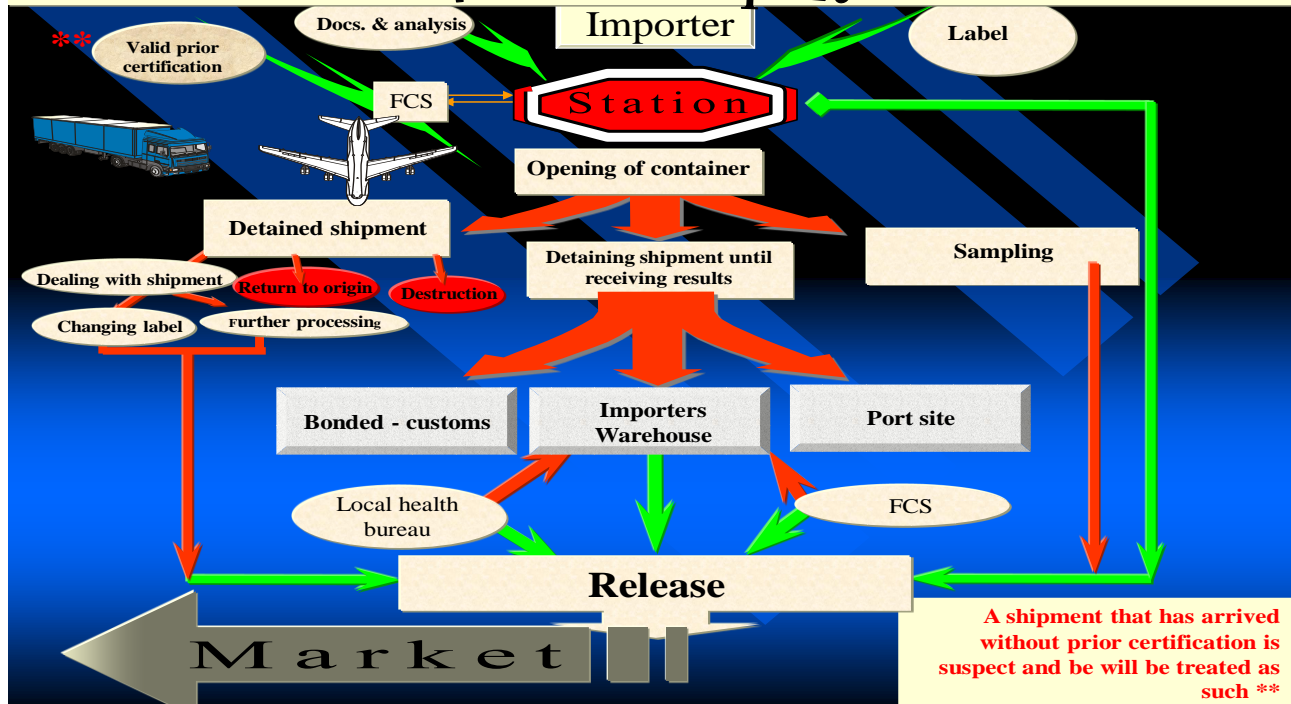 Importer
Docs. & analysis
Label
**
Valid prior
certification
FCS
Station
Opening of container
Detained shipment
Detaining shipment until
receiving results
Sampling
Dealing with shipment
Return to origin
Destruction
Changing label
Further processing
Bonded - customs
Importers
Warehouse
Port site
Local health
bureau
FCS
Release
Market
A shipment that has arrived
without prior certification is
suspect and be will be treated as
such **